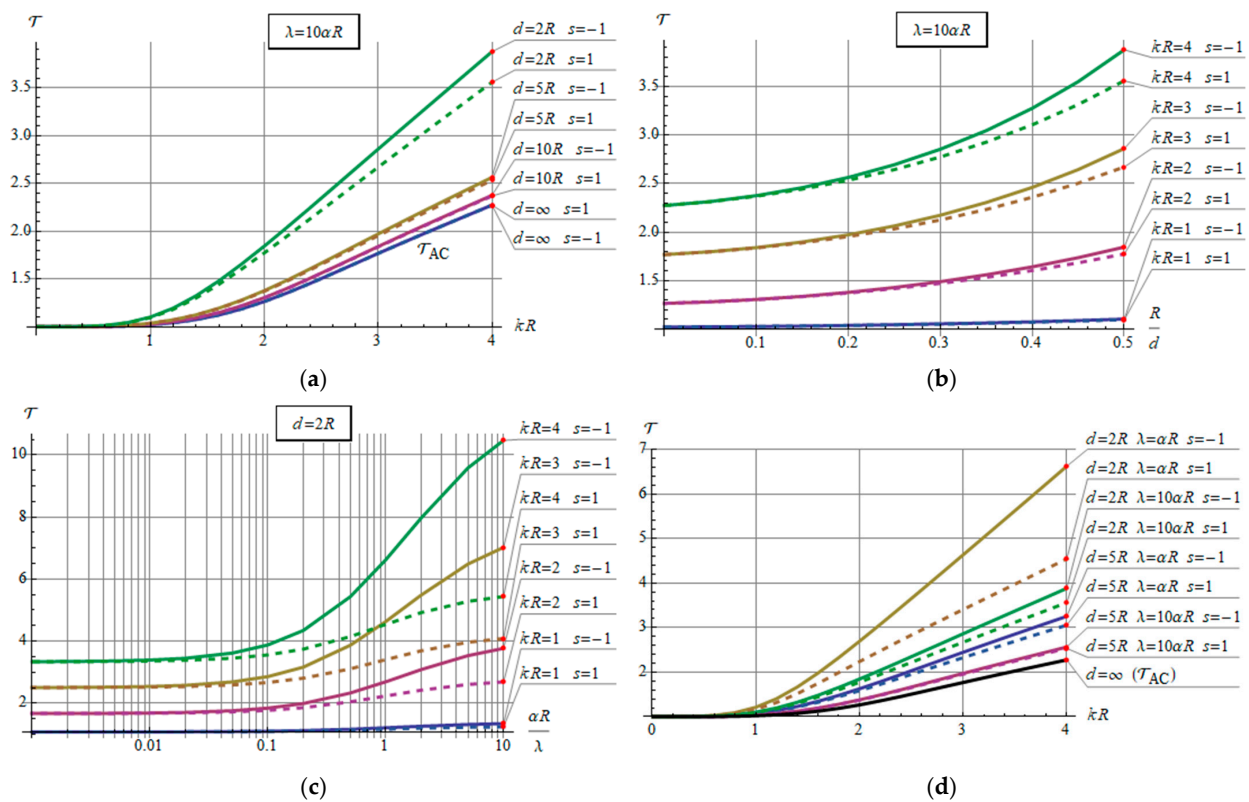 𝒯
λ=10αR
d=2R s=−1
d=2R s=1
d=5R s=−1
d=5R s=1
d=10R s=−1
d=10R s=1
d=∞ s=1
d=∞ s=−1
3.5
3.0
2.5
2.0
1.5
𝒯AC
1 2 3 4
kR
(a)
𝒯
λ=10αR
kR=4 s=−1
kR=4 s=1
kR=3 s=−1
kR=3 s=1
kR=2 s=−1
kR=2 s=1
kR=1 s=−1
kR=1 s=1
3.5
3.0
2.5
2.0
1.5
0.1 0.2 0.3 0.4 0.5
R
d
(b)
𝒯
d=2R
kR=4 s=−1
kR=3 s=−1
kR=4 s=1
kR=3 s=1
kR=2 s=−1
kR=2 s=1
kR=1 s=−1
kR=1 s=1
10
8
6
4
2
0.01 0.1 1 10
αR
λ
(c)
𝒯
d=2R λ=αR s=−1
d=2R λ=αR s=1
d=2R λ=10αR s=−1
d=2R λ=10αR s=1
d=5R λ=αR s=−1
d=5R λ=αR s=1
d=5R λ=10αR s=−1
d=5R λ=10αR s=1
d=∞ (𝒯AC)
7
6
5
4
3
2
1
0 1 2 3 4
kR
(d)